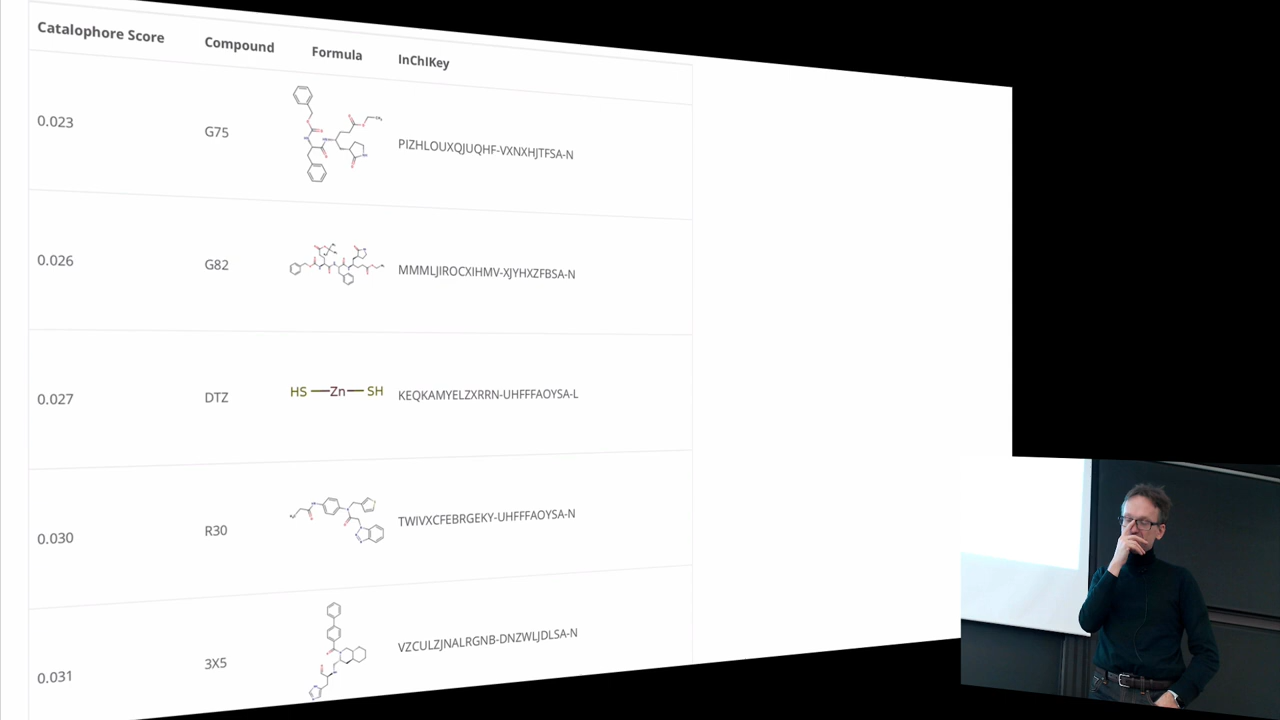 Catalophore Score Compound Formula InChIKey
0.023 G75 PIZHLOUXQJUQHF-VXNXHJTFSA-N
0.026 G82 MMMLJIROCXIHMV-XJYHXZFBSA-N
0.027 DTZ HS Zn SH KEQKAMYELZXRRN-UHFFFAOYSA-L
0.030 R30 TWIVXCFEBRGEKY-UHFFFAOYSA-N
0.031 3X5 VZCULZJNALRGNB-DNZWLJDLSA-N